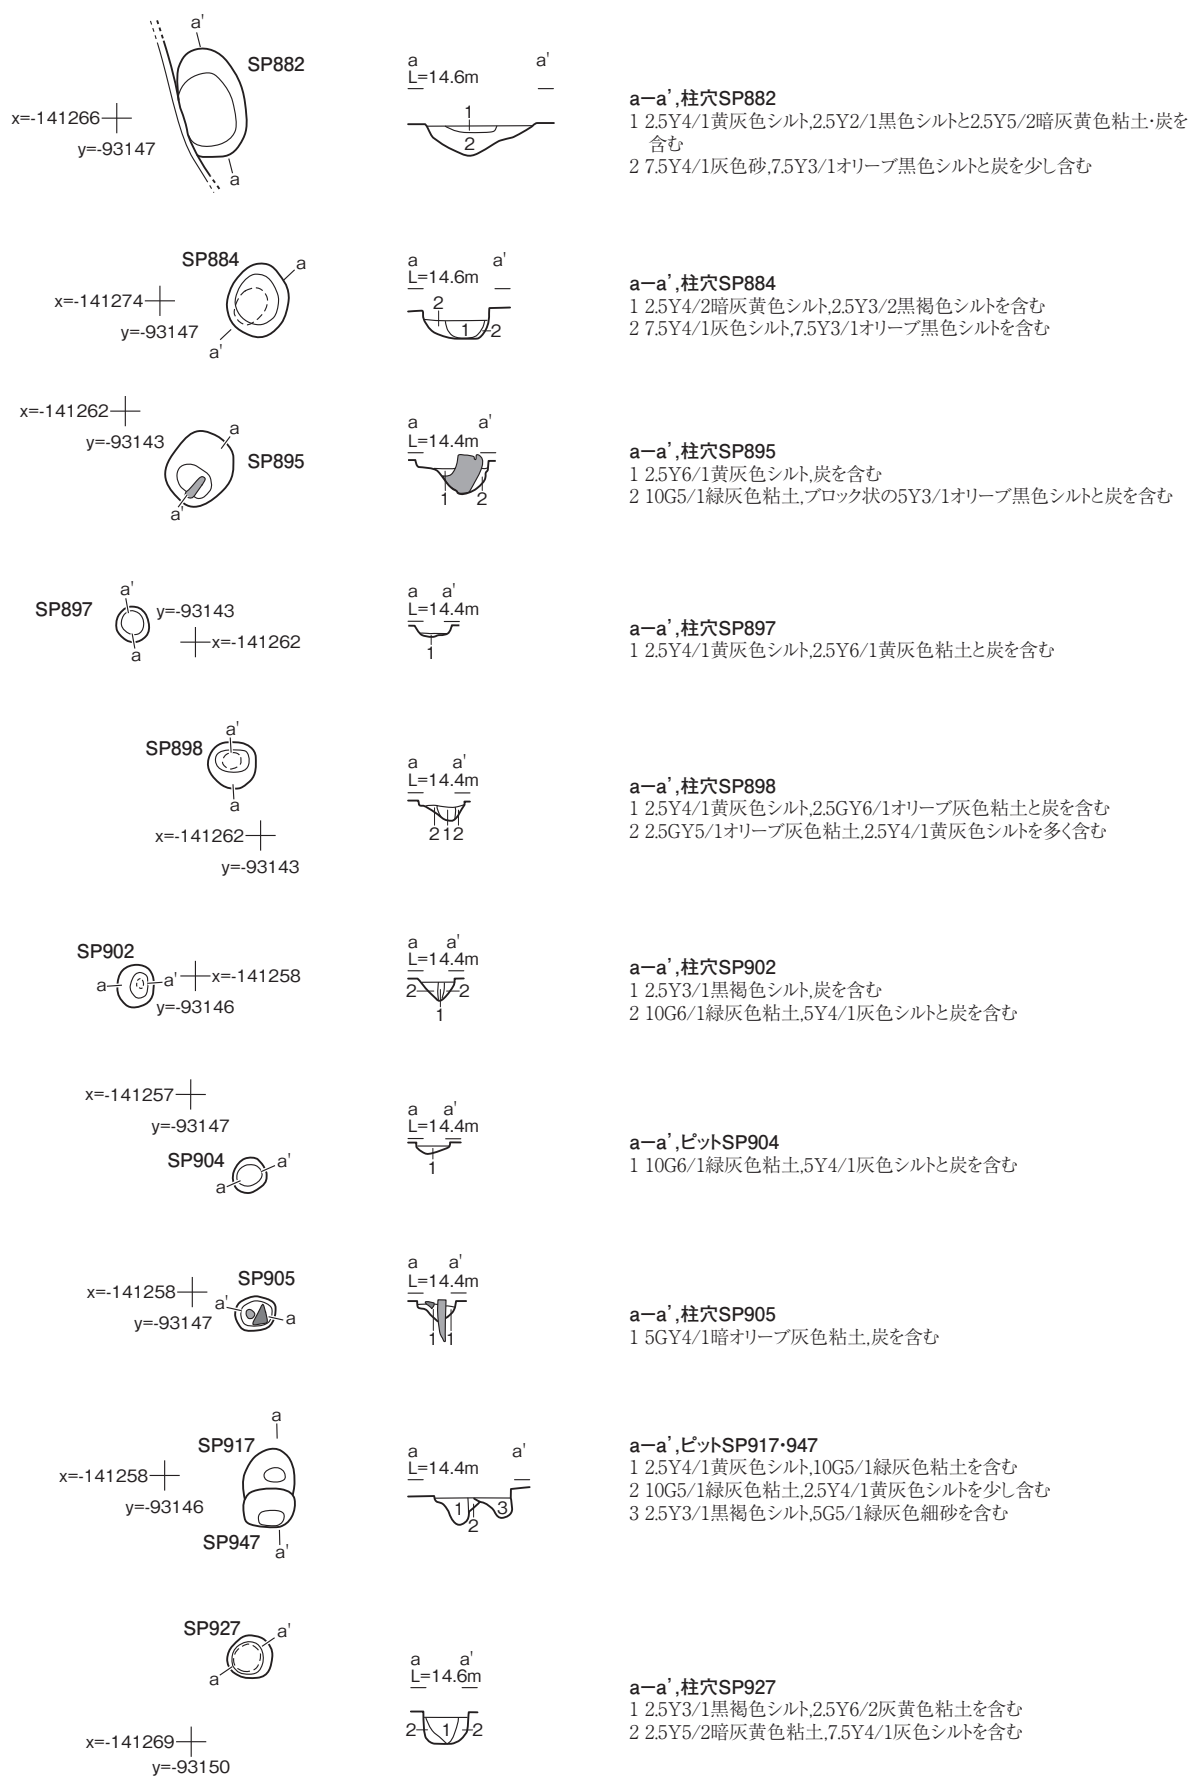 a'
SP882
x=-141266
y=-93147
a
a a'
L=14.6m
1
2
a－a’,柱穴SP882
1 2.5Y4/1黄灰色シルト,2.5Y2/1黒色シルトと2.5Y5/2暗灰黄色粘土・炭を
含む
2 7.5Y4/1灰色砂,7.5Y3/1オリーブ黒色シルトと炭を少し含む
SP884
a
x=-141274
y=-93147
a'
a a'
L=14.6m
2
1
2
a－a’,柱穴SP884
1 2.5Y4/2暗灰黄色シルト,2.5Y3/2黒褐色シルトを含む
2 7.5Y4/1灰色シルト,7.5Y3/1オリーブ黒色シルトを含む
x=-141262
y=-93143
a
SP895
a'
a a'
L=14.4m
1 2
a－a’,柱穴SP895
1 2.5Y6/1黄灰色シルト,炭を含む
2 10G5/1緑灰色粘土,ブロック状の5Y3/1オリーブ黒色シルトと炭を含む
a'
SP897
y=-93143
x=-141262
a
a a'
L=14.4m
1
a－a’,柱穴SP897
1 2.5Y4/1黄灰色シルト,2.5Y6/1黄灰色粘土と炭を含む
a'
SP898
a
x=-141262
y=-93143
a a'
L=14.4m
2 1 2
a－a’,柱穴SP898
1 2.5Y4/1黄灰色シルト,2.5GY6/1オリーブ灰色粘土と炭を含む
2 2.5GY5/1オリーブ灰色粘土,2.5Y4/1黄灰色シルトを多く含む
SP902
a a'
x=-141258
y=-93146
a a'
L=14.4m
2 2
1
a－a’,柱穴SP902
1 2.5Y3/1黒褐色シルト,炭を含む
2 10G6/1緑灰色粘土,5Y4/1灰色シルトと炭を含む
x=-141257
y=-93147
SP904
a'
a
a a'
L=14.4m
1
a－a’,ピットSP904
1 10G6/1緑灰色粘土,5Y4/1灰色シルトと炭を含む
SP905
x=-141258
y=-93147
a'
a
a a'
L=14.4m
1 1
a－a’,柱穴SP905
1 5GY4/1暗オリーブ灰色粘土,炭を含む
a
SP917
x=-141258
y=-93146
SP947
a'
a a'
L=14.4m
1 3
2
a－a’,ピットSP917・947
1 2.5Y4/1黄灰色シルト,10G5/1緑灰色粘土を含む
2 10G5/1緑灰色粘土,2.5Y4/1黄灰色シルトを少し含む
3 2.5Y3/1黒褐色シルト,5G5/1緑灰色細砂を含む
SP927
a'
a
x=-141269
y=-93150
a a'
L=14.6m
2 1 2
a－a’,柱穴SP927
1 2.5Y3/1黒褐色シルト,2.5Y6/2灰黄色粘土を含む
2 2.5Y5/2暗灰黄色粘土,7.5Y4/1灰色シルトを含む